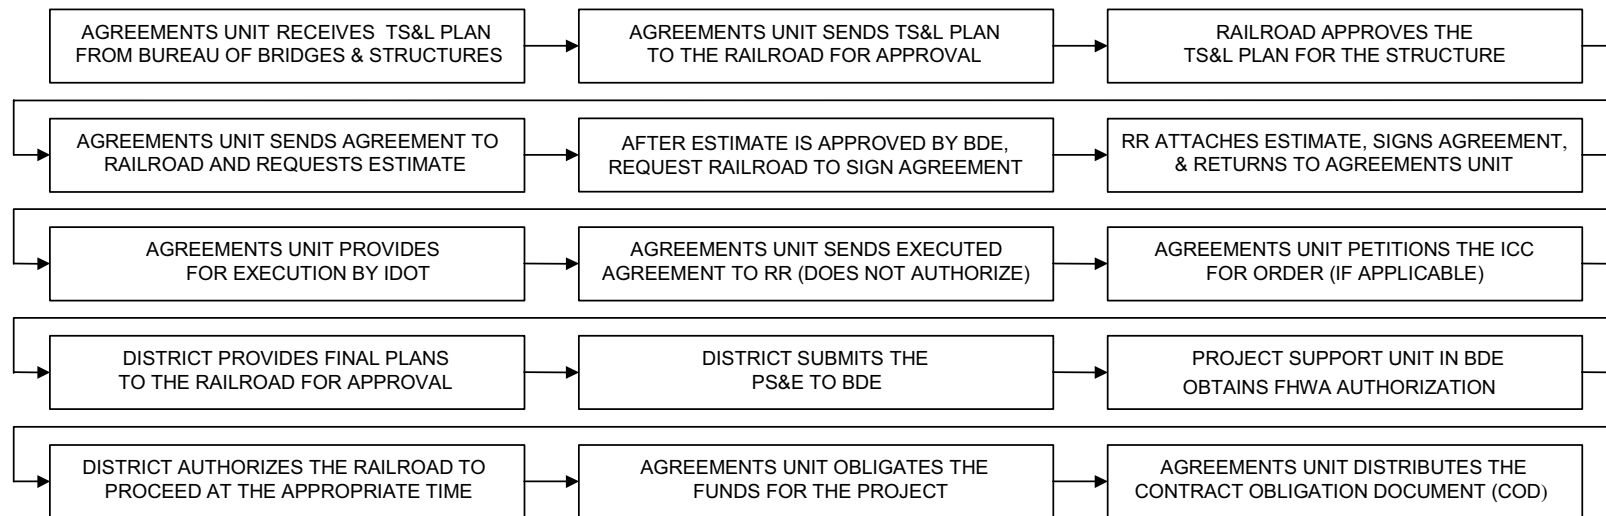 AGREEMENTS UNIT RECEIVES TS&L PLAN
FROM BUREAU OF BRIDGES & STRUCTURES
AGREEMENTS UNIT SENDS TS&L PLAN
TO THE RAILROAD FOR APPROVAL
RAILROAD APPROVES THE
TS&L PLAN FOR THE STRUCTURE
AGREEMENTS UNIT SENDS AGREEMENT TO
RAILROAD AND REQUESTS ESTIMATE
AFTER ESTIMATE IS APPROVED BY BDE,
REQUEST RAILROAD TO SIGN AGREEMENT
RR ATTACHES ESTIMATE, SIGNS AGREEMENT,
& RETURNS TO AGREEMENTS UNIT
AGREEMENTS UNIT PROVIDES
FOR EXECUTION BY IDOT
AGREEMENTS UNIT SENDS EXECUTED
AGREEMENT TO RR (DOES NOT AUTHORIZE)
AGREEMENTS UNIT PETITIONS THE ICC
FOR ORDER (IF APPLICABLE)
DISTRICT PROVIDES FINAL PLANS
TO THE RAILROAD FOR APPROVAL
DISTRICT SUBMITS THE
PS&E TO BDE
PROJECT SUPPORT UNIT IN BDE
OBTAINS FHWA AUTHORIZATION
DISTRICT AUTHORIZES THE RAILROAD TO
PROCEED AT THE APPROPRIATE TIME
AGREEMENTS UNIT OBLIGATES THE
FUNDS FOR THE PROJECT
AGREEMENTS UNIT DISTRIBUTES THE
CONTRACT OBLIGATION DOCUMENT (COD)